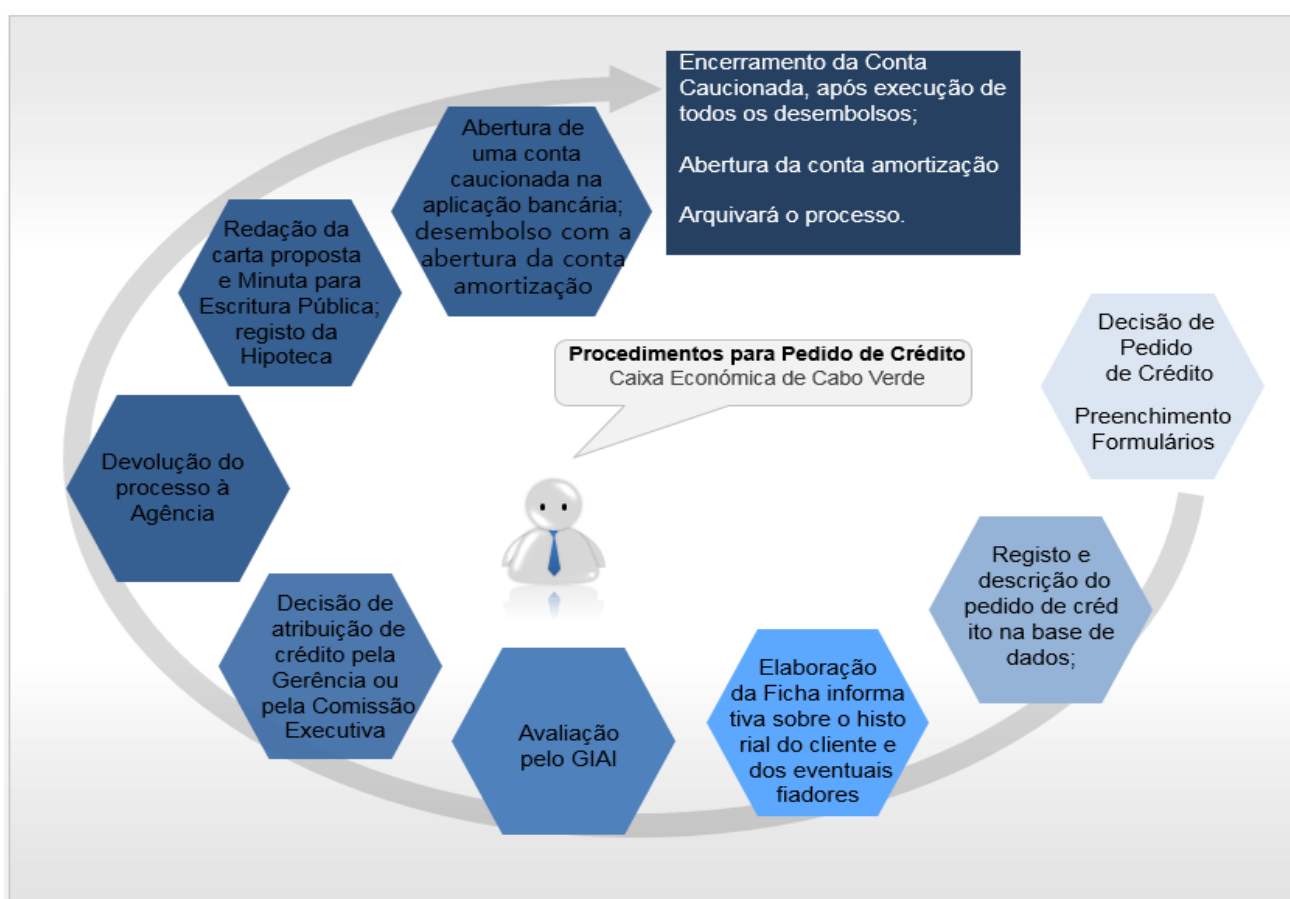 Encerramento da Conta
Caucionada, após execução de
todos os desembolsos;
Abertura da conta amortização
Arquivará o processo.
Abertura de
uma conta
caucionada na
aplicação bancária;
desembolso com a
abertura da conta
amortização
Redação da
carta proposta
e Minuta para
Escritura Pública;
registo da
Hipoteca
Procedimentos para Pedido de Crédito
Caixa Económica de Cabo Verde
Decisão de
Pedido
de Crédito
Preenchimento
Formulários
Devolução do
processo à
Agência
Registo e
descrição do
pedido de créd
ito na base de
dados;
Decisão de
atribuição de
crédito pela
Gerência ou
pela Comissão
Executiva
Avaliação
pelo GIAI
Elaboração
da Ficha informa
tiva sobre o histo
rial do cliente e
dos eventuais
fiadores